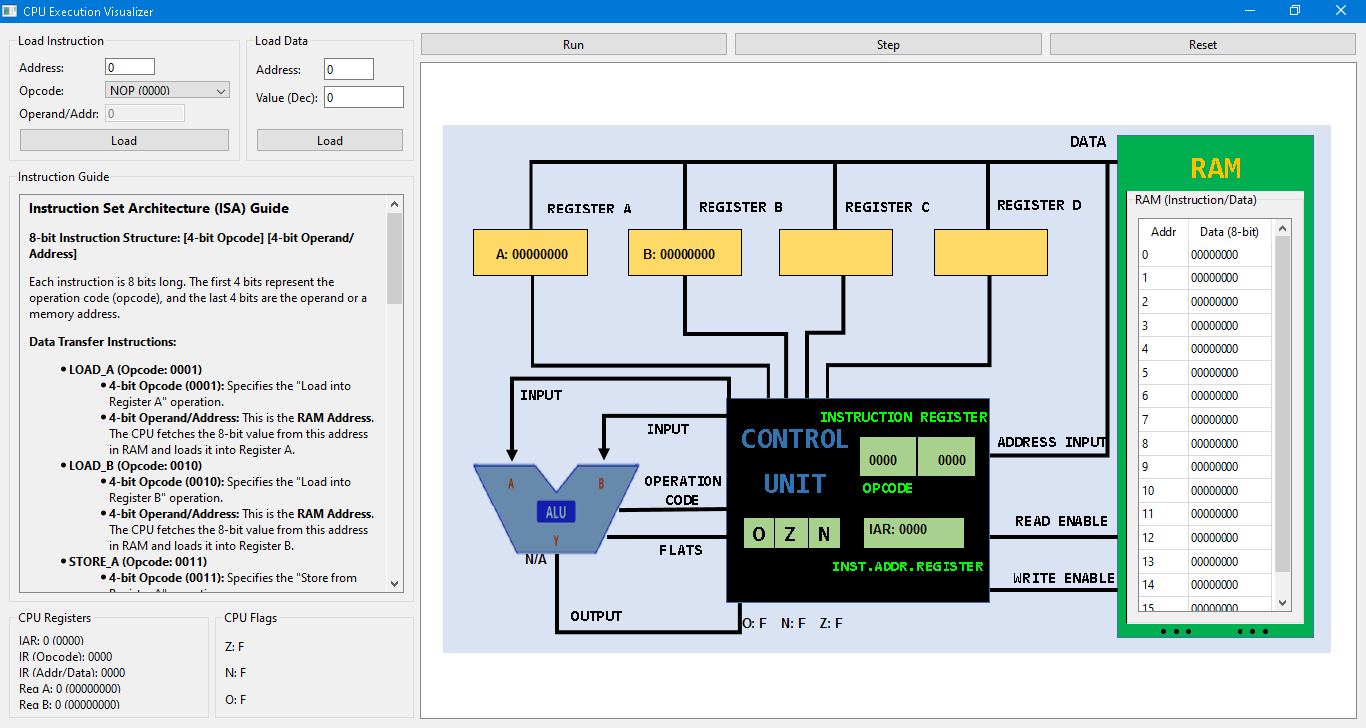 CPU Execution Visualizer
Load Instruction
Address: 0
Opcode: NOP (0000)
Operand/Addr: 0
Load
Load Data
Address: 0
Value (Dec): 0
Load
Run
Step
Reset
Instruction Guide
Instruction Set Architecture (ISA) Guide
8-bit Instruction Structure: [4-bit Opcode] [4-bit Operand/
Address]
Each instruction is 8 bits long. The first 4 bits represent the
operation code (opcode), and the last 4 bits are the operand or a
memory address.
Data Transfer Instructions:
• LOAD_A (Opcode: 0001)
• 4-bit Opcode (0001): Specifies the "Load into
Register A" operation.
• 4-bit Operand/Address: This is the RAM Address.
The CPU fetches the 8-bit value from this address
in RAM and loads it into Register A.
• LOAD_B (Opcode: 0010)
• 4-bit Opcode (0010): Specifies the "Load into
Register B" operation.
• 4-bit Operand/Address: This is the RAM Address.
The CPU fetches the 8-bit value from this address
in RAM and loads it into Register B.
• STORE_A (Opcode: 0011)
• 4-bit Opcode (0011): Specifies the "Store from
CPU Registers
IAR: 0 (0000)
IR (Opcode): 0000
IR (Addr/Data): 0000
Reg A: 0 (00000000)
Reg B: 0 (00000000)
CPU Flags
Z: F
N: F
O: F
DATA
REGISTER A
REGISTER B
REGISTER C
REGISTER D
A: 00000000
B: 00000000
INPUT
INPUT
A
B
ALU
Y
N/A
OPERATION
CODE
FLATS
OUTPUT
INSTRUCTION REGISTER
CONTROL
UNIT
0000
0000
OPCODE
O Z N
IAR: 0000
INST.ADDR.REGISTER
O: F N: F Z: F
ADDRESS INPUT
READ ENABLE
WRITE ENABLE
RAM
RAM (Instruction/Data)
Addr Data (8-bit)
0 00000000
1 00000000
2 00000000
3 00000000
4 00000000
5 00000000
6 00000000
7 00000000
8 00000000
9 00000000
10 00000000
11 00000000
12 00000000
13 00000000
14 00000000
15 00000000